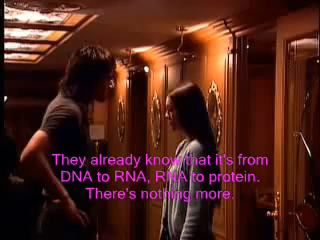 They already know that it's from
DNA to RNA, RNA to protein.
There's nothing more.